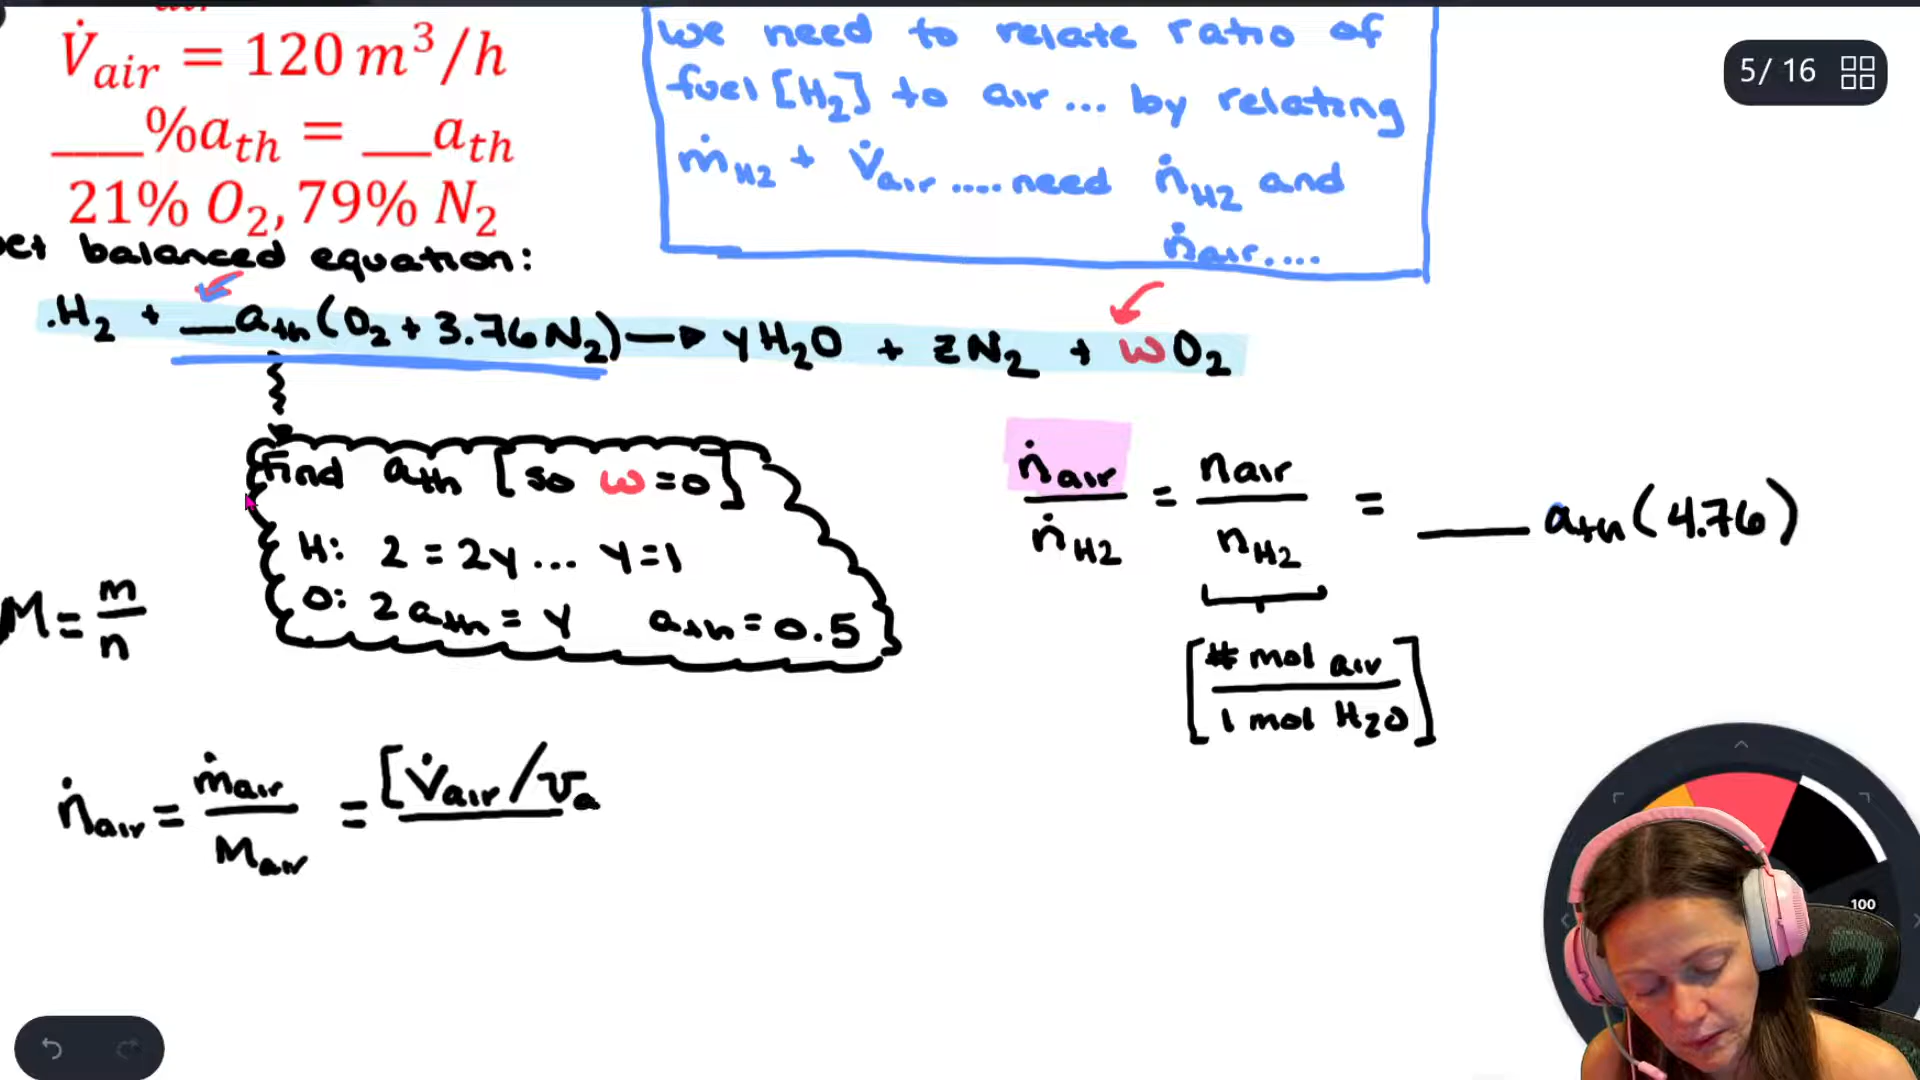 V̇air = 120 m³/h
___%ath = ___ath
21% O₂, 79% N₂
we need to relate ratio of
fuel [H₂] to air ... by relating
ṁH2 + V̇air .... need ṅH2 and
ṅair ....
5/ 16
balanced equation:
H₂ + __ath(O₂ + 3.76N₂) → yH₂O + zN₂ + wO₂
Find ath [so w=0]
H: 2 = 2y ... y=1
O: 2ath = y ath = 0.5
ṅair / ṅH2 = nair / nH2 = ____ ath(4.76)
[# mol air / 1 mol H₂O]
M = m/n
ṅair = ṁair / Mair = [V̇air / va
100